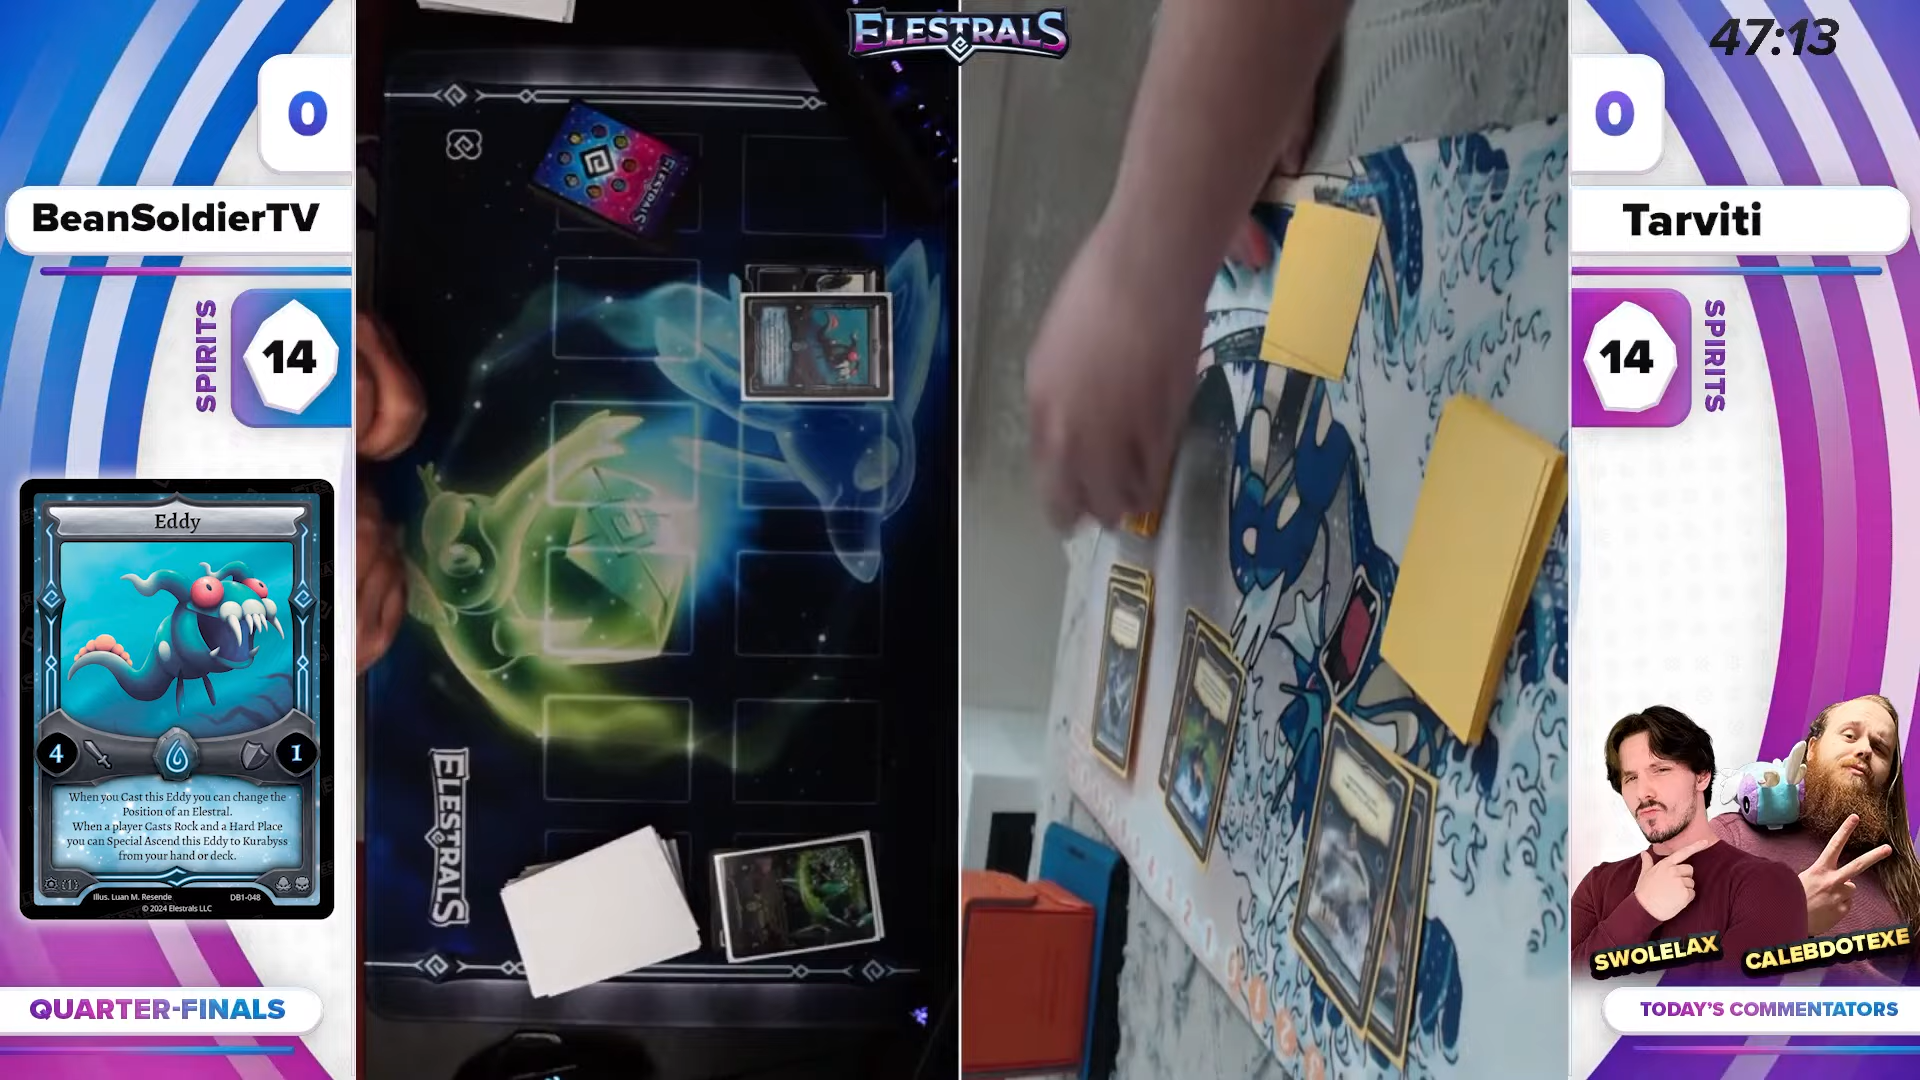 ELESTRALS
47:13
0
BeanSoldierTV
SPIRITS
14
Eddy
4
1
When you Cast this Eddy you can change the
Position of an Elestral.
When a player Casts Rock and a Hard Place
you can Special Ascend this Eddy to Kurabyss
from your hand or deck.
Illus. Luan M. Resende
DB1-048
© 2024 Elestrals LLC
QUARTER-FINALS
ELESTRALS
ELESTRALS
0
Tarviti
14
SPIRITS
SWOLELAX
CALEBDOTEXE
TODAY'S COMMENTATORS